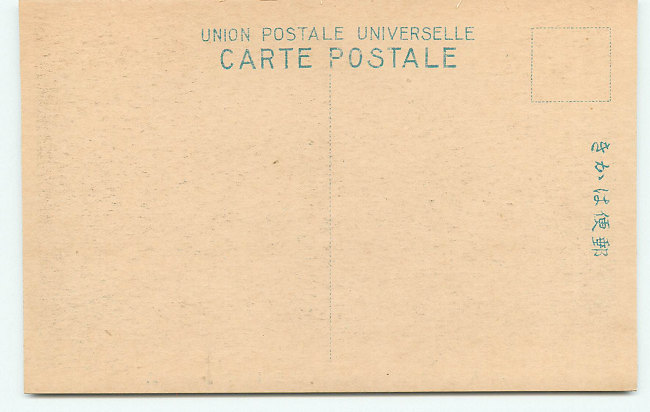 UNION POSTALE UNIVERSELLE
CARTE POSTALE
郵便はかき